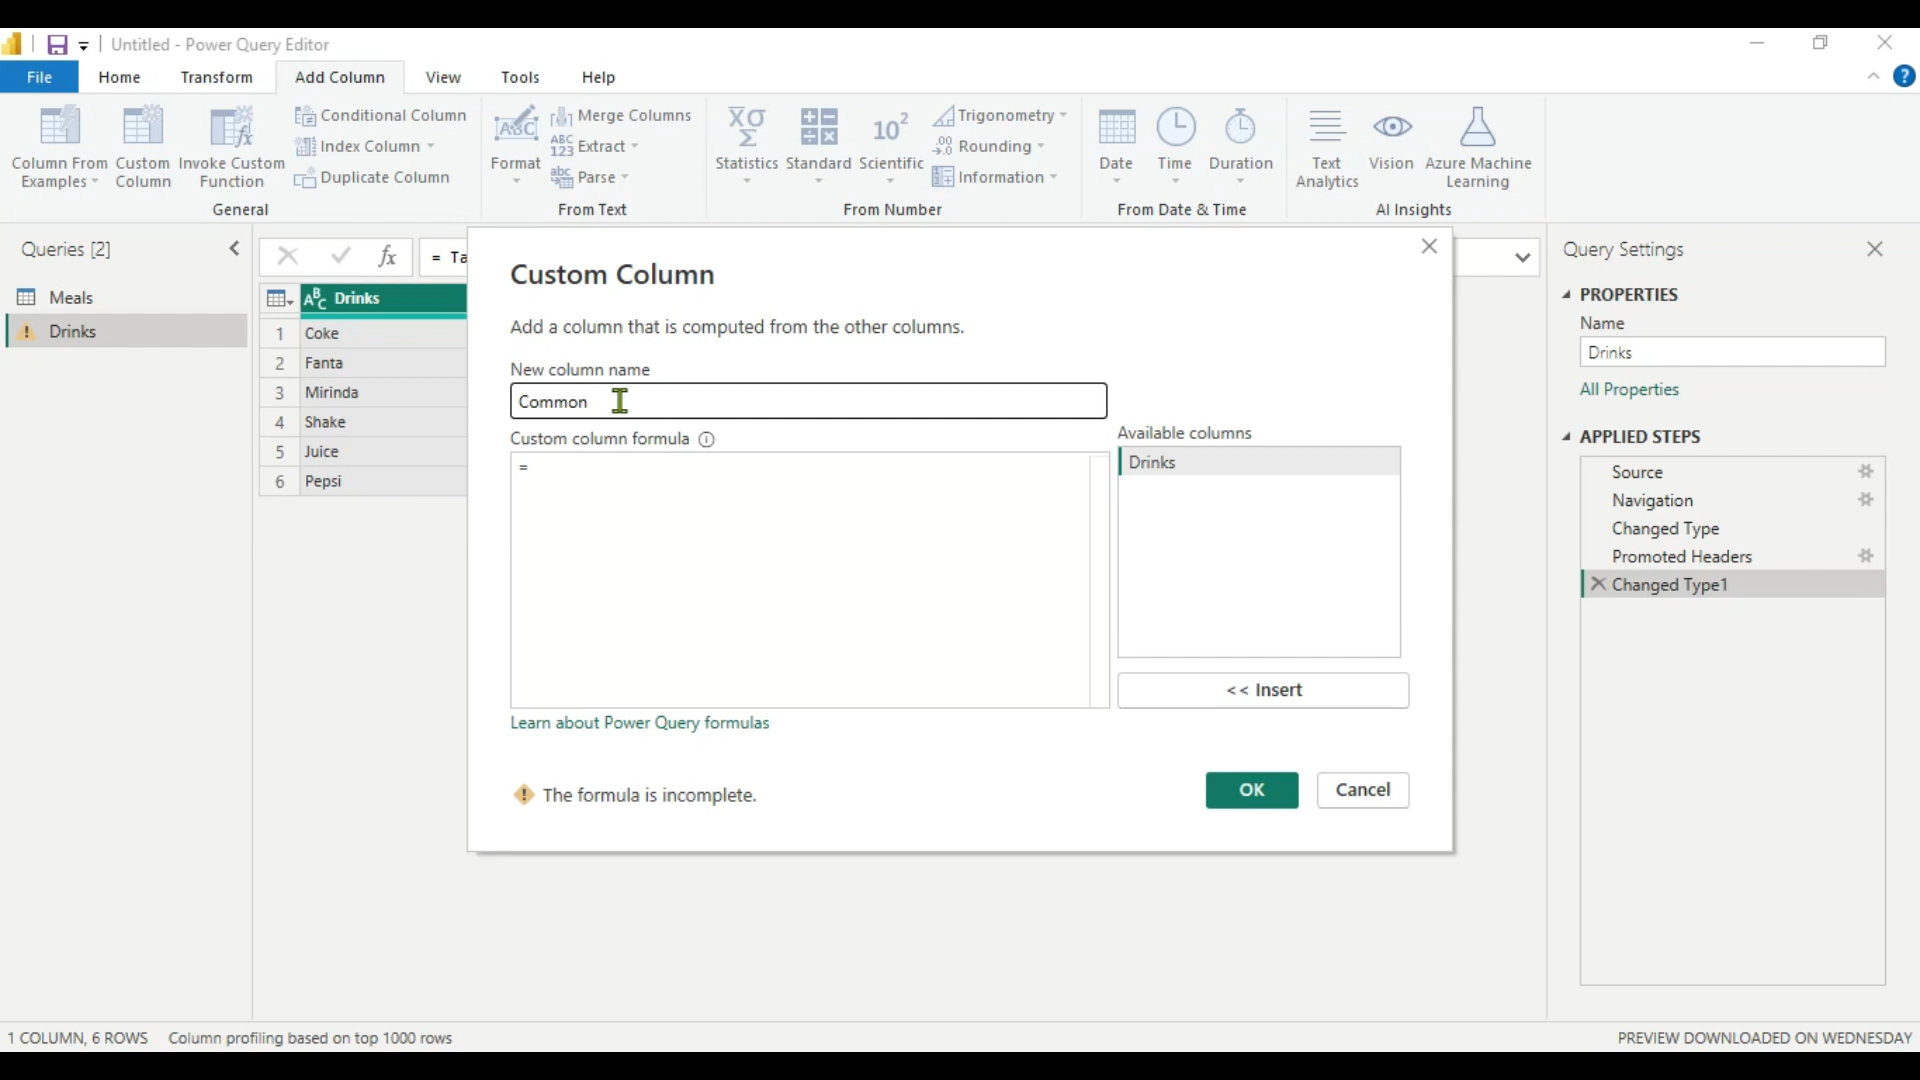 Untitled - Power Query Editor
File Home Transform Add Column View Tools Help
Column From Examples
Custom Column
Invoke Custom Function
Conditional Column
Index Column
Duplicate Column
General
Format
Merge Columns
Extract
Parse
From Text
Statistics
Standard
Scientific
Trigonometry
Rounding
Information
From Number
Date
Time
Duration
From Date & Time
Text Analytics
Vision
Azure Machine Learning
AI Insights
Queries [2]
Meals
Drinks
= Ta
Drinks
1 Coke
2 Fanta
3 Mirinda
4 Shake
5 Juice
6 Pepsi
Custom Column
Add a column that is computed from the other columns.
New column name
Common
Custom column formula
=
Available columns
Drinks
<< Insert
Learn about Power Query formulas
The formula is incomplete.
OK
Cancel
Query Settings
PROPERTIES
Name
Drinks
All Properties
APPLIED STEPS
Source
Navigation
Changed Type
Promoted Headers
Changed Type1
1 COLUMN, 6 ROWS Column profiling based on top 1000 rows
PREVIEW DOWNLOADED ON WEDNESDAY